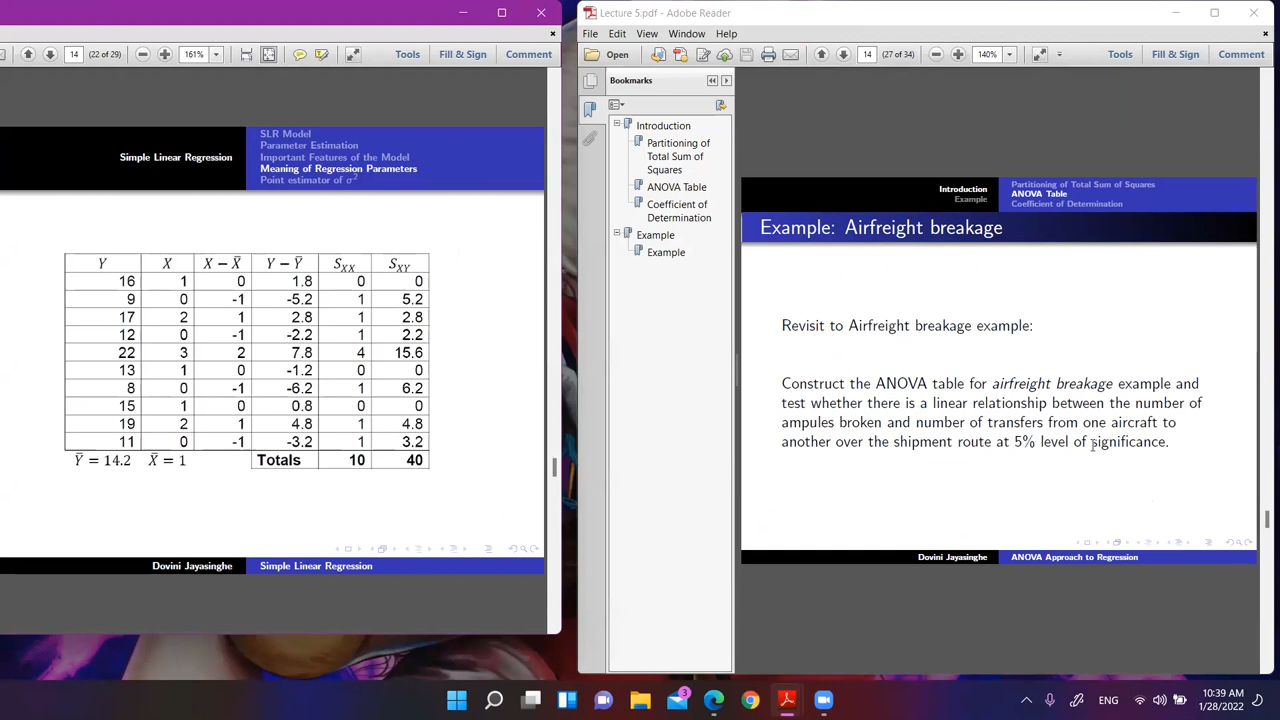 Lecture 5.pdf - Adobe Reader
File Edit View Window Help
14 (22 of 29) 161% Tools Fill & Sign Comment
Open 14 (27 of 34) 140% Tools Fill & Sign Comment
Simple Linear Regression
SLR Model
Parameter Estimation
Important Features of the Model
Meaning of Regression Parameters
Point estimator of σ²
Y X X − X̄ Y − Ȳ S_XX S_XY
16 1 0 1.8 0 0
9 0 -1 -5.2 1 5.2
17 2 1 2.8 1 2.8
12 0 -1 -2.2 1 2.2
22 3 2 7.8 4 15.6
13 1 0 -1.2 0 0
8 0 -1 -6.2 1 6.2
15 1 0 0.8 0 0
19 2 1 4.8 1 4.8
11 0 -1 -3.2 1 3.2
Ȳ = 14.2 X̄ = 1 Totals 10 40
Dovini Jayasinghe Simple Linear Regression
Bookmarks
Introduction
Partitioning of
Total Sum of
Squares
ANOVA Table
Coefficient of
Determination
Example
Example
Introduction
Example
Partitioning of Total Sum of Squares
ANOVA Table
Coefficient of Determination
Example: Airfreight breakage
Revisit to Airfreight breakage example:
Construct the ANOVA table for airfreight breakage example and
test whether there is a linear relationship between the number of
ampules broken and number of transfers from one aircraft to
another over the shipment route at 5% level of significance.
Dovini Jayasinghe ANOVA Approach to Regression
3
ENG
10:39 AM
1/28/2022